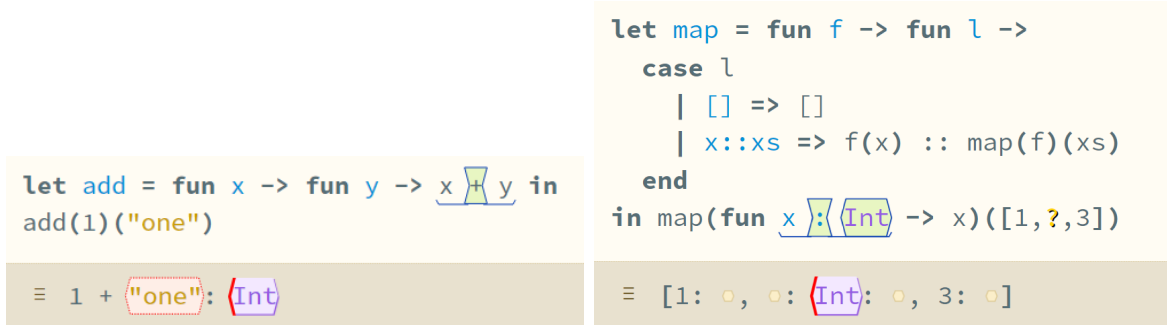 let add = fun x -> fun y -> x + y in
add(1)("one")
≡ 1 + "one": Int
let map = fun f -> fun l ->
case l
| [] => []
| x::xs => f(x) :: map(f)(xs)
end
in map(fun x : Int -> x)([1,?,3])
≡ [1: , : Int: , 3: ]